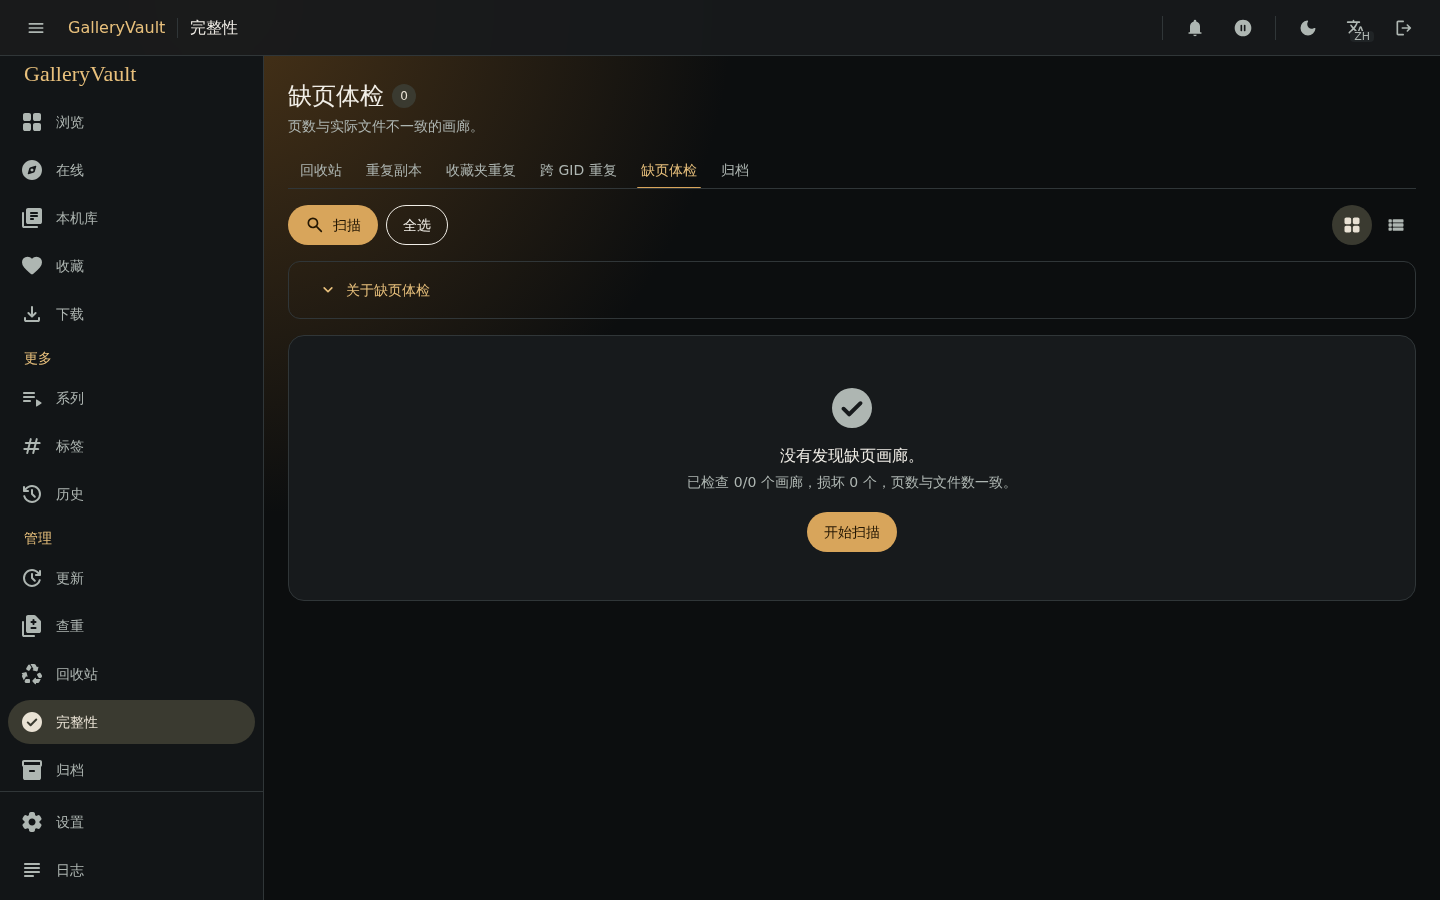 GalleryVault
完整性
ZH
GalleryVault
浏览
在线
本机库
收藏
下载
更多
系列
标签
历史
管理
更新
查重
回收站
完整性
归档
设置
日志
缺页体检 0
页数与实际文件不一致的画廊。
回收站 重复副本 收藏夹重复 跨 GID 重复 缺页体检 归档
扫描 全选
关于缺页体检
没有发现缺页画廊。
已检查 0/0 个画廊，损坏 0 个，页数与文件数一致。
开始扫描